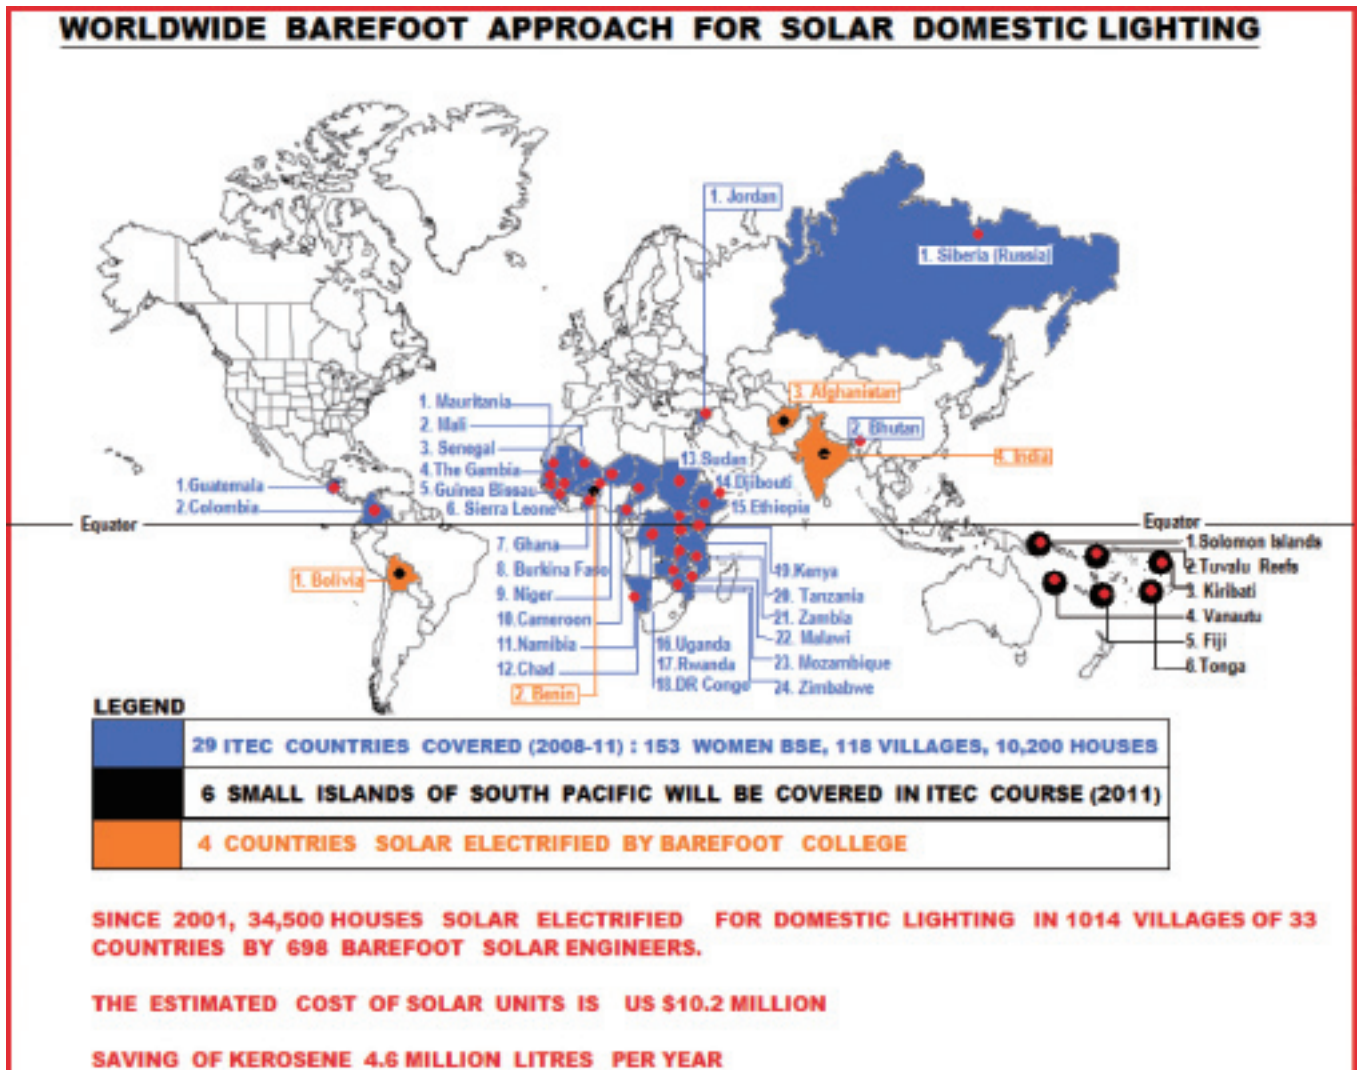 WORLDWIDE BAREFOOT APPROACH FOR SOLAR DOMESTIC LIGHTING
1. Jordan
1. Siberia (Russia)
3. Afghanistan
2. Bhutan
4. India
1. Mauritania
2. Mali
3. Senegal
4. The Gambia
5. Guinea Bissau
6. Sierra Leone
13. Sudan
14. Djibouti
15. Ethiopia
1.Guatemala
2.Colombia
Equator
Equator
1. Bolivia
7. Ghana
8. Burkina Faso
9. Niger
10.Cameroon
11.Namibia
12.Chad
2. Benin
16.Uganda
17.Rwanda
18.DR Congo
19.Kenya
20. Tanzania
21. Zambia
22. Malawi
23. Mozambique
24. Zimbabwe
1.Solomon Islands
2.Tuvalu Reefs
3. Kiribati
4. Vanautu
5. Fiji
6.Tonga
LEGEND
29 ITEC COUNTRIES COVERED (2008-11) : 153 WOMEN BSE, 118 VILLAGES, 10,200 HOUSES
6 SMALL ISLANDS OF SOUTH PACIFIC WILL BE COVERED IN ITEC COURSE (2011)
4 COUNTRIES SOLAR ELECTRIFIED BY BAREFOOT COLLEGE
SINCE 2001, 34,500 HOUSES SOLAR ELECTRIFIED FOR DOMESTIC LIGHTING IN 1014 VILLAGES OF 33
COUNTRIES BY 698 BAREFOOT SOLAR ENGINEERS.
THE ESTIMATED COST OF SOLAR UNITS IS US $10.2 MILLION
SAVING OF KEROSENE 4.6 MILLION LITRES PER YEAR